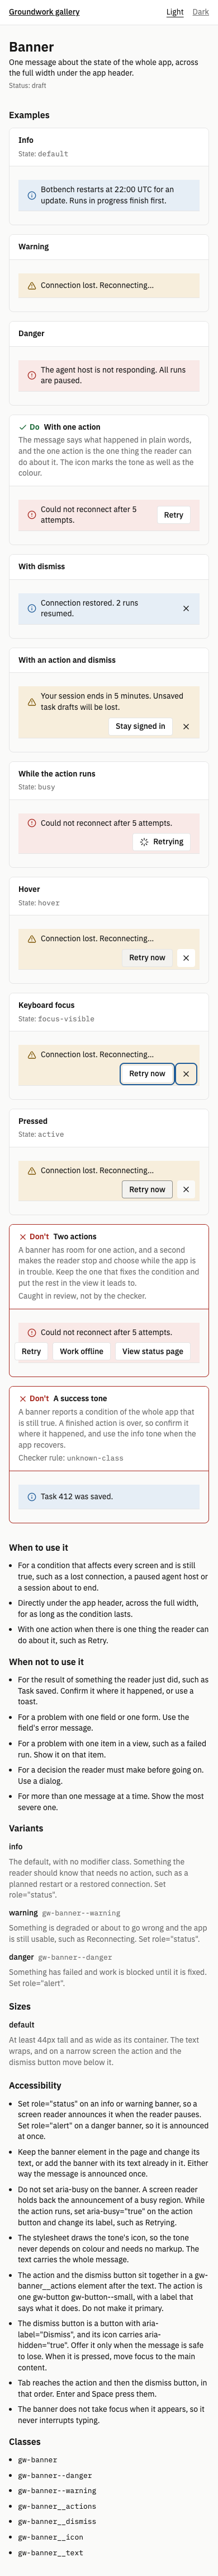 Groundwork gallery Light Dark
Banner
One message about the state of the whole app, across
the full width under the app header.
Status: draft
Examples
Info
State: default
Botbench restarts at 22:00 UTC for an
update. Runs in progress finish first.
Warning
Connection lost. Reconnecting…
Danger
The agent host is not responding. All runs
are paused.
Do With one action
The message says what happened in plain words,
and the one action is the one thing the reader can
do about it. The icon marks the tone as well as the
colour.
Could not reconnect after 5
attempts.
Retry
With dismiss
Connection restored. 2 runs
resumed.
With an action and dismiss
Your session ends in 5 minutes. Unsaved
task drafts will be lost.
Stay signed in
While the action runs
State: busy
Could not reconnect after 5 attempts.
Retrying
Hover
State: hover
Connection lost. Reconnecting…
Retry now
Keyboard focus
State: focus-visible
Connection lost. Reconnecting…
Retry now
Pressed
State: active
Connection lost. Reconnecting…
Retry now
Don't Two actions
A banner has room for one action, and a second
makes the reader stop and choose while the app is
in trouble. Keep the one that fixes the condition and
put the rest in the view it leads to.
Caught in review, not by the checker.
Could not reconnect after 5 attempts.
Retry Work offline View status page
Don't A success tone
A banner reports a condition of the whole app that
is still true. A finished action is over, so confirm it
where it happened, and use the info tone when the
app recovers.
Checker rule: unknown-class
Task 412 was saved.
When to use it
For a condition that affects every screen and is still
true, such as a lost connection, a paused agent host or
a session about to end.
Directly under the app header, across the full width,
for as long as the condition lasts.
With one action when there is one thing the reader can
do about it, such as Retry.
When not to use it
For the result of something the reader just did, such as
Task saved. Confirm it where it happened, or use a
toast.
For a problem with one field or one form. Use the
field's error message.
For a problem with one item in a view, such as a failed
run. Show it on that item.
For a decision the reader must make before going on.
Use a dialog.
For more than one message at a time. Show the most
severe one.
Variants
info
The default, with no modifier class. Something the
reader should know that needs no action, such as a
planned restart or a restored connection. Set
role="status".
warning gw-banner--warning
Something is degraded or about to go wrong and the app
is still usable, such as Reconnecting. Set role="status".
danger gw-banner--danger
Something has failed and work is blocked until it is fixed.
Set role="alert".
Sizes
default
At least 44px tall and as wide as its container. The text
wraps, and on a narrow screen the action and the
dismiss button move below it.
Accessibility
Set role="status" on an info or warning banner, so a
screen reader announces it when the reader pauses.
Set role="alert" on a danger banner, so it is announced
at once.
Keep the banner element in the page and change its
text, or add the banner with its text already in it. Either
way the message is announced once.
Do not set aria-busy on the banner. A screen reader
holds back the announcement of a busy region. While
the action runs, set aria-busy="true" on the action
button and change its label, such as Retrying.
The stylesheet draws the tone's icon, so the tone
never depends on colour and needs no markup. The
text carries the whole message.
The action and the dismiss button sit together in a gw-
banner__actions element after the text. The action is
one gw-button gw-button--small, with a label that
says what it does. Do not make it primary.
The dismiss button is a button with aria-
label="Dismiss", and its icon carries aria-
hidden="true". Offer it only when the message is safe
to lose. When it is pressed, move focus to the main
content.
Tab reaches the action and then the dismiss button, in
that order. Enter and Space press them.
The banner does not take focus when it appears, so it
never interrupts typing.
Classes
gw-banner
gw-banner--danger
gw-banner--warning
gw-banner__actions
gw-banner__dismiss
gw-banner__icon
gw-banner__text